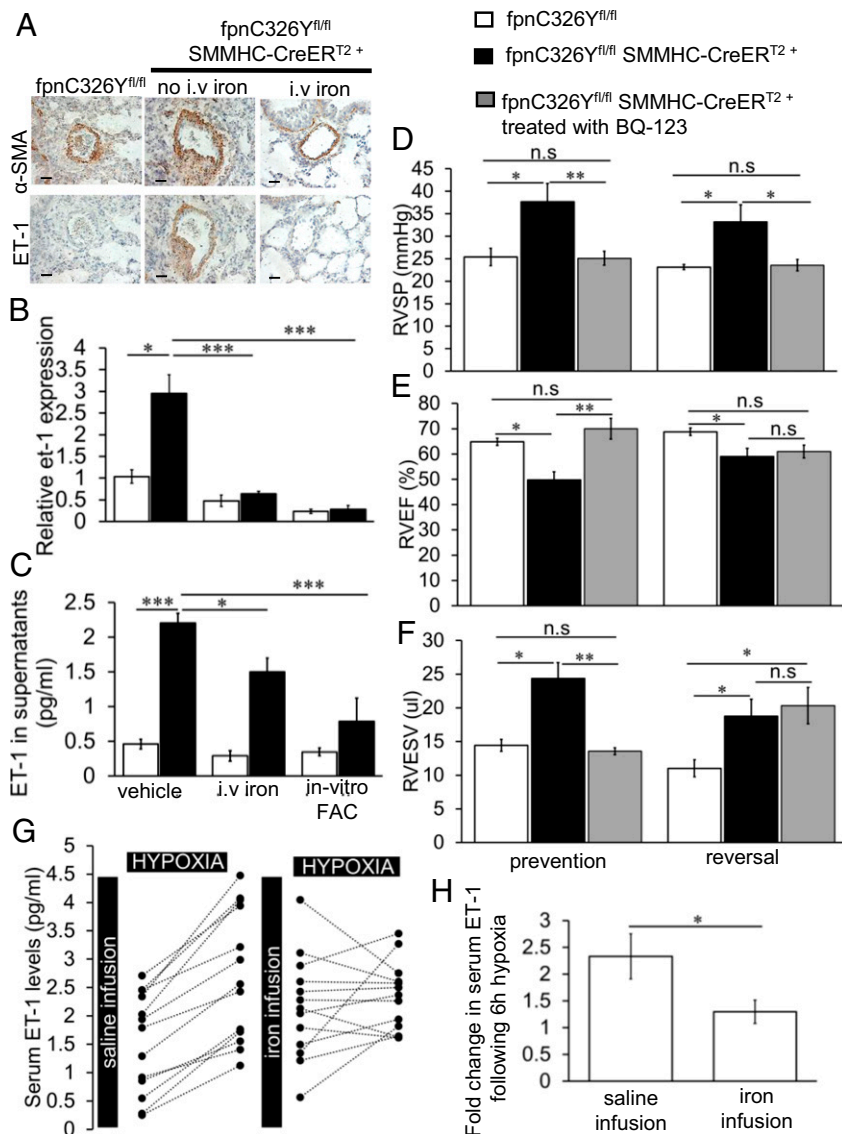 A
fpnC326Y^fl/fl
SMMHC-CreER^T2 +
fpnC326Y^fl/fl no i.v iron i.v iron
α-SMA
ET-1
fpnC326Y^fl/fl
fpnC326Y^fl/fl SMMHC-CreER^T2 +
fpnC326Y^fl/fl SMMHC-CreER^T2 +
treated with BQ-123
B
Relative et-1 expression
4
3.5
3
2.5
2
1.5
1
0.5
0
*
***
***
C
ET-1 in supernatants
(pg/ml)
2.5
2
1.5
1
0.5
0
***
*
***
vehicle i.v iron in-vitro
FAC
D
RVSP (mmHg)
45
40
35
30
25
20
15
10
5
0
n.s
* **
n.s
* *
E
RVEF (%)
80
70
60
50
40
30
20
10
0
n.s
* **
n.s
* n.s
F
RVESV (ul)
30
25
20
15
10
5
0
n.s
* **
*
* n.s
prevention reversal
G
Serum ET-1 levels (pg/ml)
5
4.5
4
3.5
3
2.5
2
1.5
1
0.5
0
saline infusion
HYPOXIA
iron infusion
HYPOXIA
H
Fold change in serum ET-1
following 6h hypoxia
3
2.5
2
1.5
1
0.5
0
*
saline
infusion
iron
infusion